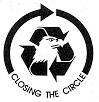 CLOSING THE CIRCLE